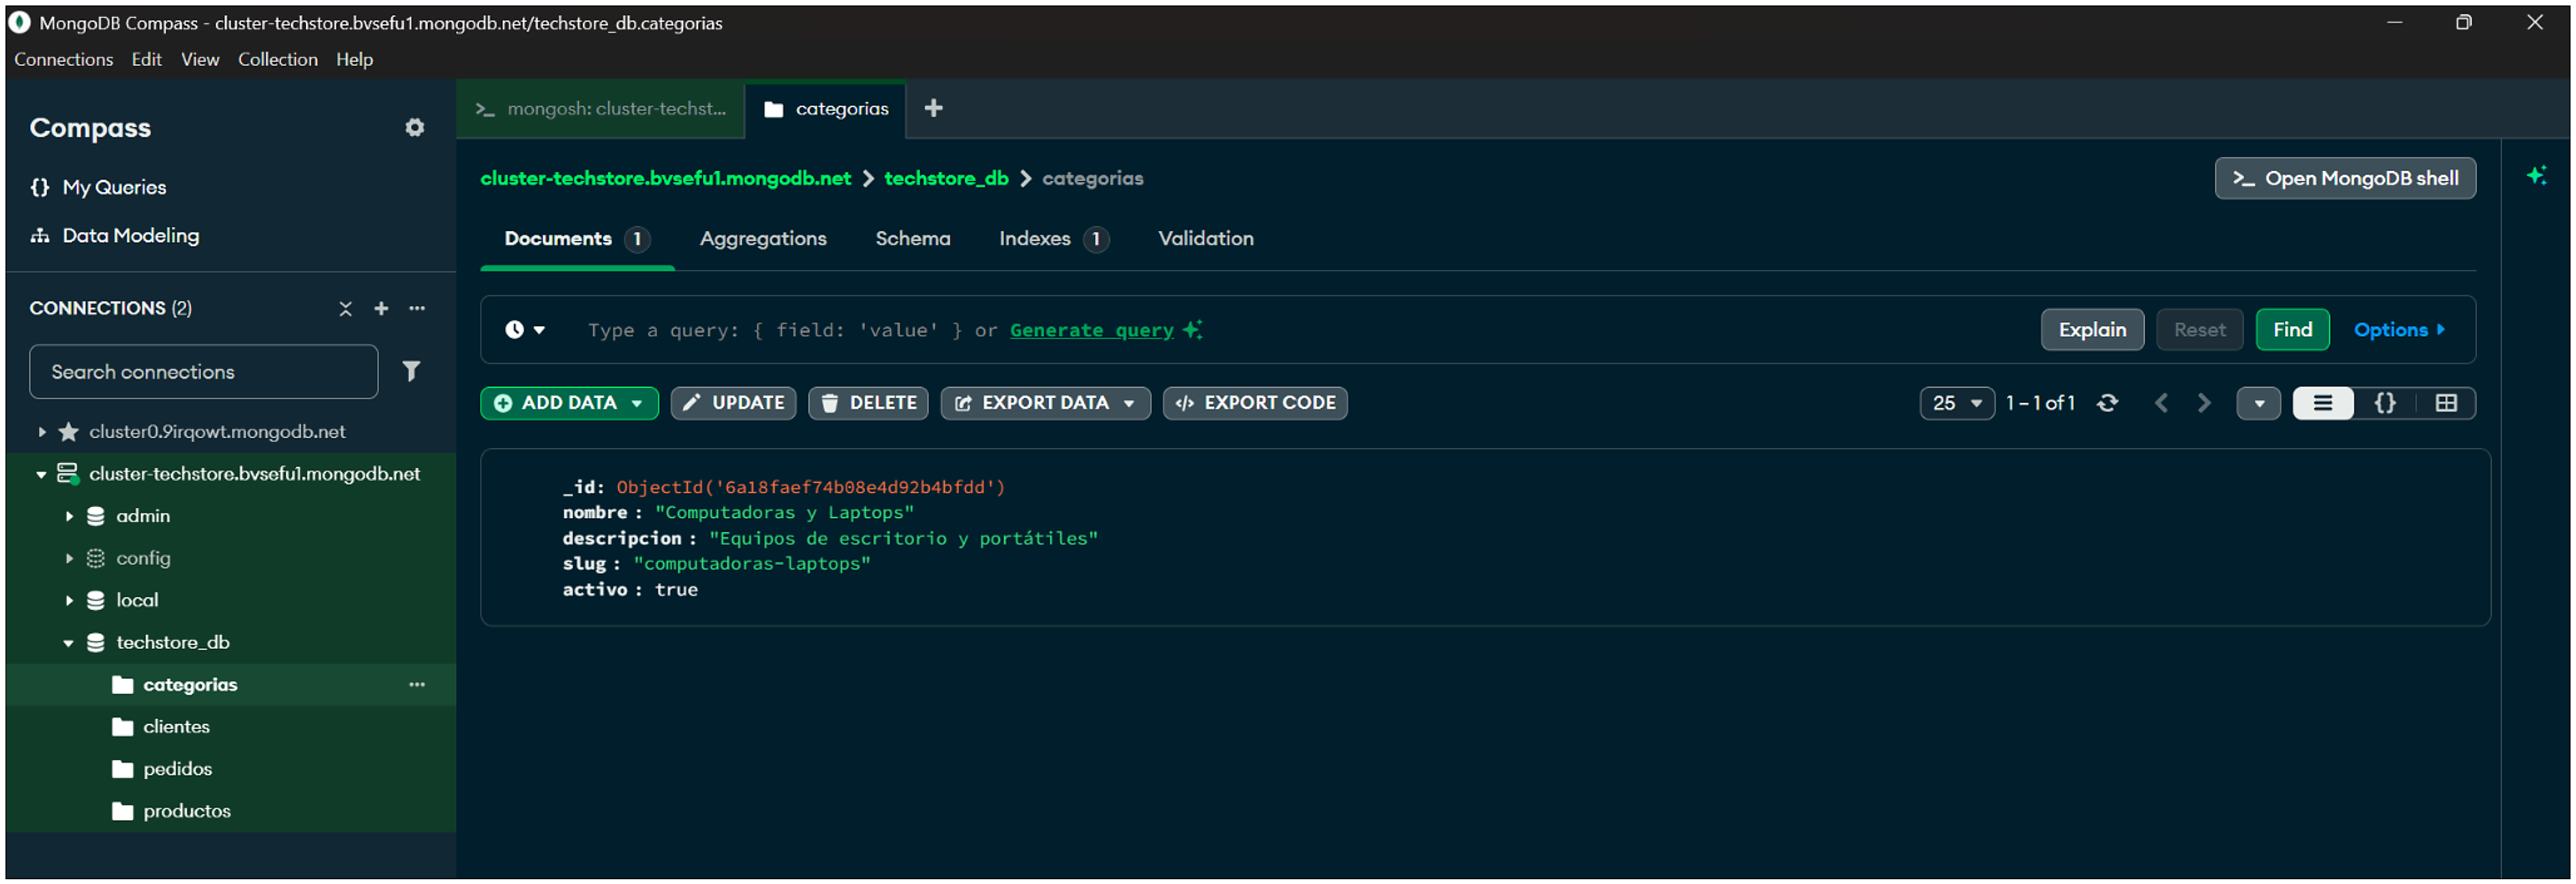 MongoDB Compass - cluster-techstore.bvsefu1.mongodb.net/techstore_db.categorias
Connections Edit View Collection Help
Compass
My Queries
Data Modeling
CONNECTIONS (2)
Search connections
cluster0.9irqowt.mongodb.net
cluster-techstore.bvsefu1.mongodb.net
admin
config
local
techstore_db
categorias
clientes
pedidos
productos
>_ mongosh: cluster-techst... categorias
cluster-techstore.bvsefu1.mongodb.net > techstore_db > categorias
>_ Open MongoDB shell
Documents 1 Aggregations Schema Indexes 1 Validation
Type a query: { field: 'value' } or Generate query
Explain Reset Find Options
ADD DATA UPDATE DELETE EXPORT DATA EXPORT CODE
25 1 – 1 of 1
_id: ObjectId('6a18faef74b08e4d92b4bfdd')
nombre : "Computadoras y Laptops"
descripcion : "Equipos de escritorio y portátiles"
slug : "computadoras-laptops"
activo : true